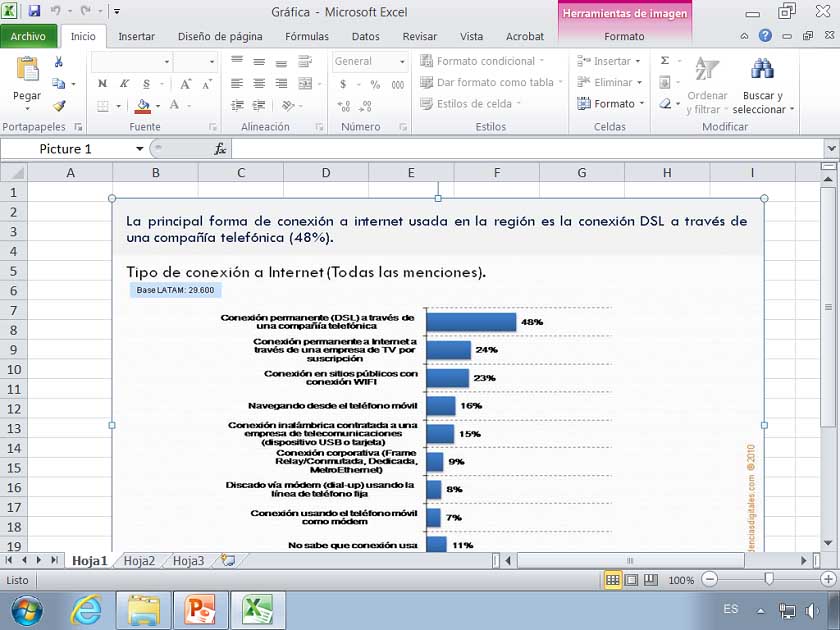 Gráfica - Microsoft Excel
Herramientas de imagen
Archivo Inicio Insertar Diseño de página Fórmulas Datos Revisar Vista Acrobat Formato
Pegar
N K S A A
A
General
$ % 000
Formato condicional
Dar formato como tabla
Estilos de celda
Insertar
Eliminar
Formato
Σ
Ordenar
y filtrar
Buscar y
seleccionar
Portapapeles Fuente Alineación Número Estilos Celdas Modificar
Picture 1 fx
A B C D E F G H I
1
2
3
4
5
6
7
8
9
10
11
12
13
14
15
16
17
18
19
La principal forma de conexión a internet usada en la región es la conexión DSL a través de
una compañía telefónica (48%).
Tipo de conexión a Internet (Todas las menciones).
Base LATAM: 29.600
Conexión permanente (DSL) a través de
una compañía telefónica
48%
Conexión permanente a Internet a
través de una empresa de TV por
suscripción
24%
Conexión en sitios públicos con
conexión WIFI
23%
Navegando desde el teléfono móvil
16%
Conexión inalámbrica contratada a una
empresa de telecomunicaciones
(dispositivo USB o tarjeta)
15%
Conexión corporativa (Frame
Relay/Conmutada, Dedicada,
MetroEthernet)
9%
Discado vía módem (dial-up) usando la
línea de teléfono fija
8%
Conexión usando el teléfono móvil
como módem
7%
No sabe que conexión usa
11%
denciasdigitales.com ®2010
Hoja1 Hoja2 Hoja3
Listo 100%
ES